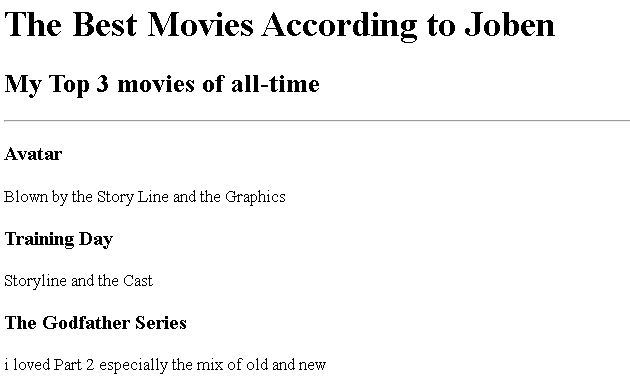 The Best Movies According to Joben
My Top 3 movies of all-time
Avatar
Blown by the Story Line and the Graphics
Training Day
Storyline and the Cast
The Godfather Series
i loved Part 2 especially the mix of old and new